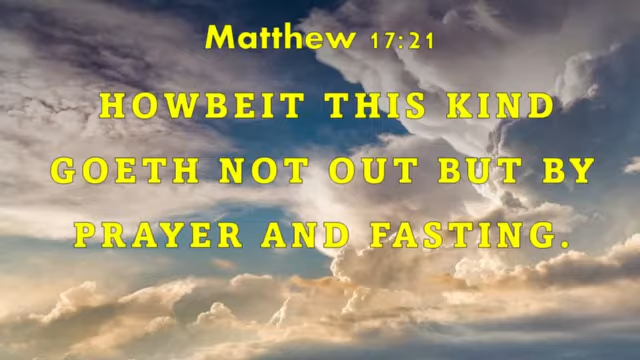 Matthew 17:21
HOWBEIT THIS KIND
GOETH NOT OUT BUT BY
PRAYER AND FASTING.